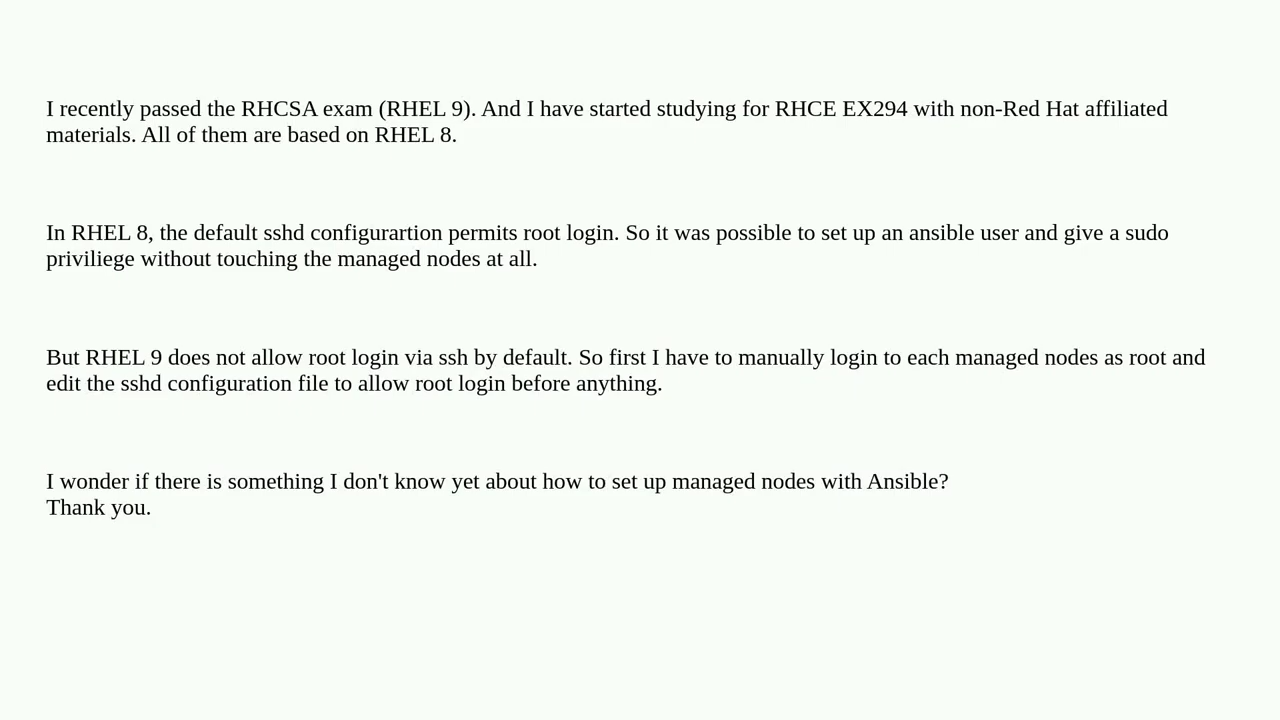 I recently passed the RHCSA exam (RHEL 9). And I have started studying for RHCE EX294 with non-Red Hat affiliated
materials. All of them are based on RHEL 8.
In RHEL 8, the default sshd configurartion permits root login. So it was possible to set up an ansible user and give a sudo
priviliege without touching the managed nodes at all.
But RHEL 9 does not allow root login via ssh by default. So first I have to manually login to each managed nodes as root and
edit the sshd configuration file to allow root login before anything.
I wonder if there is something I don't know yet about how to set up managed nodes with Ansible?
Thank you.